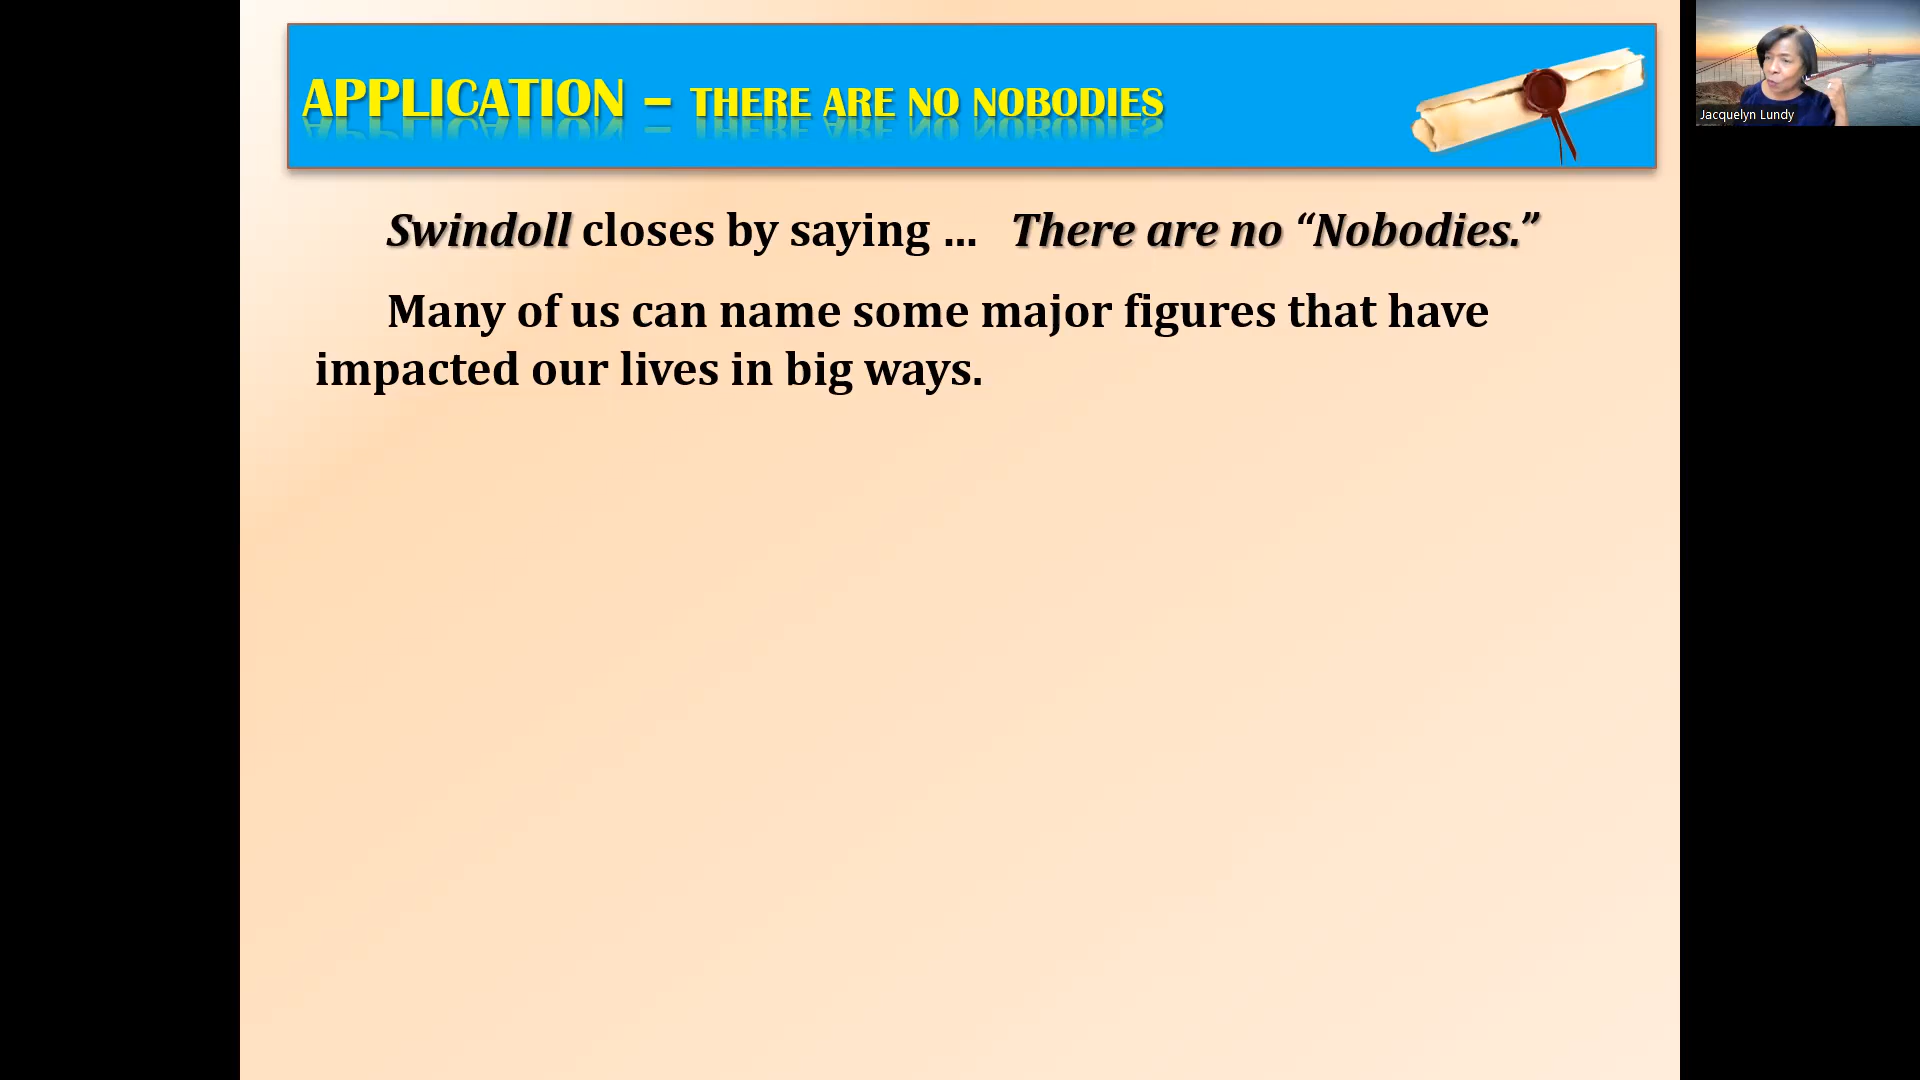 APPLICATION – THERE ARE NO NOBODIES
Jacquelyn Lundy
Swindoll closes by saying … There are no “Nobodies.”
Many of us can name some major figures that have
impacted our lives in big ways.